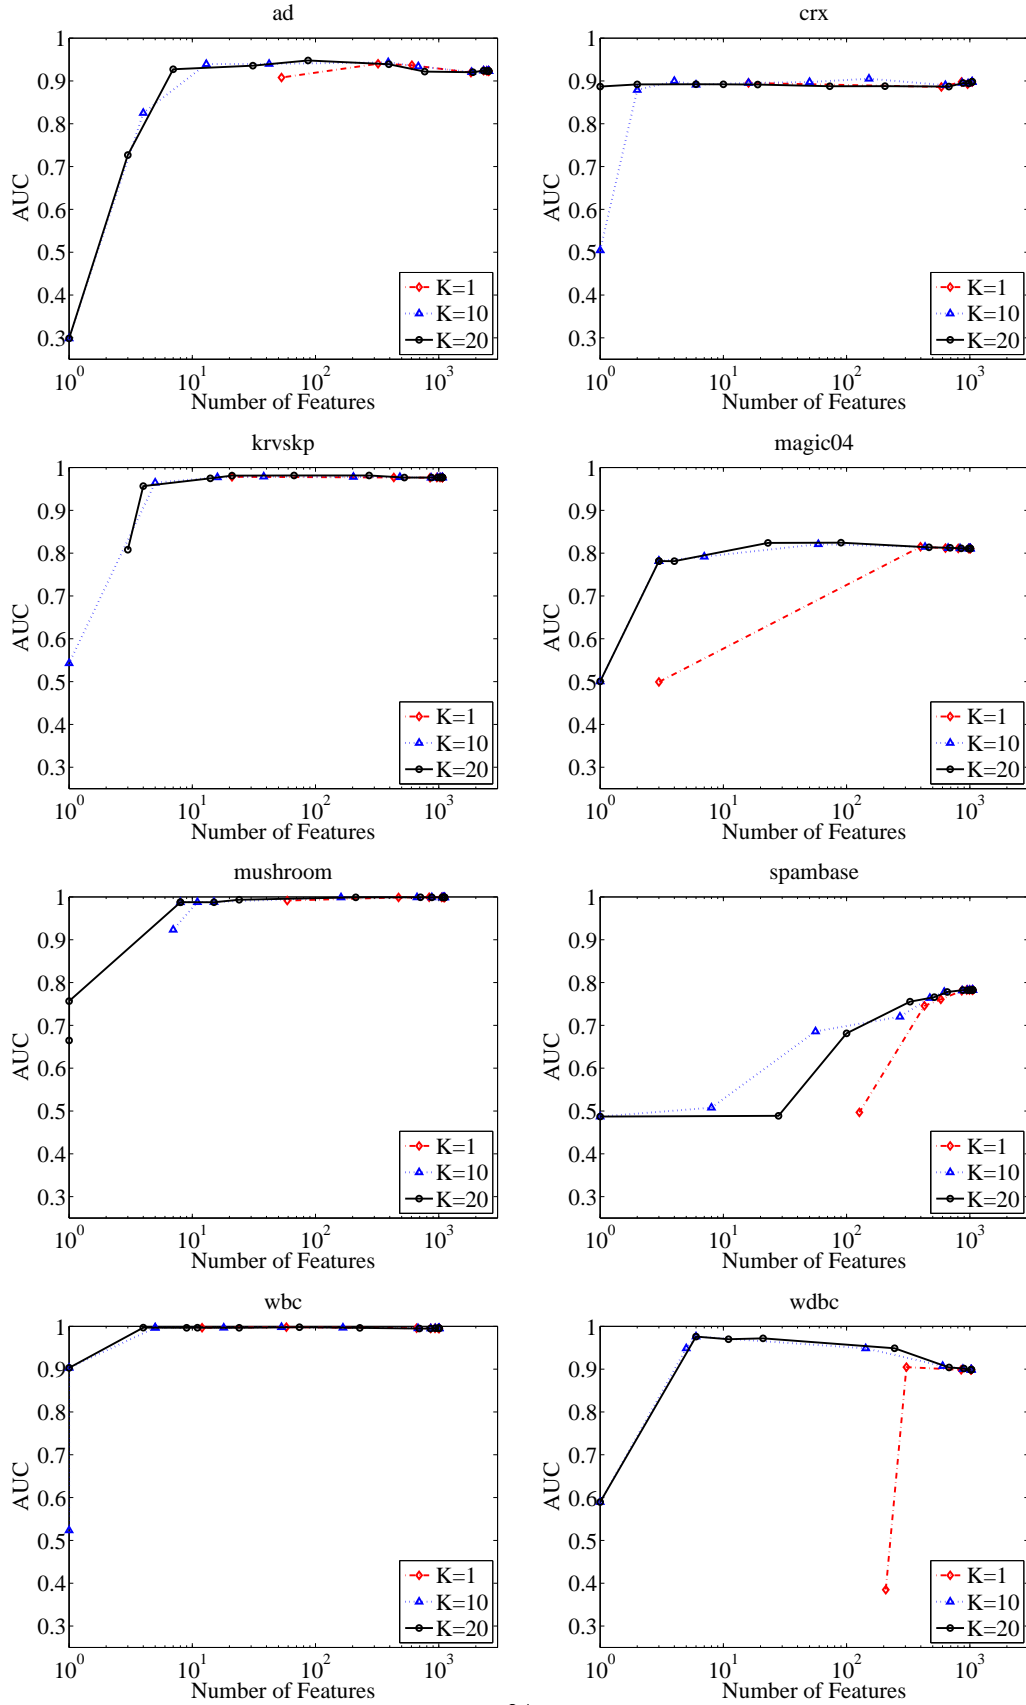 ad
1
0.9
0.8
0.7
0.6
0.5
0.4
0.3
AUC
K=1
K=10
K=20
10^0 10^1 10^2 10^3
Number of Features
crx
1
0.9
0.8
0.7
0.6
0.5
0.4
0.3
AUC
K=1
K=10
K=20
10^0 10^1 10^2 10^3
Number of Features
krvskp
1
0.9
0.8
0.7
0.6
0.5
0.4
0.3
AUC
K=1
K=10
K=20
10^0 10^1 10^2 10^3
Number of Features
magic04
1
0.9
0.8
0.7
0.6
0.5
0.4
0.3
AUC
K=1
K=10
K=20
10^0 10^1 10^2 10^3
Number of Features
mushroom
1
0.9
0.8
0.7
0.6
0.5
0.4
0.3
AUC
K=1
K=10
K=20
10^0 10^1 10^2 10^3
Number of Features
spambase
1
0.9
0.8
0.7
0.6
0.5
0.4
0.3
AUC
K=1
K=10
K=20
10^0 10^1 10^2 10^3
Number of Features
wbc
1
0.9
0.8
0.7
0.6
0.5
0.4
0.3
AUC
K=1
K=10
K=20
10^0 10^1 10^2 10^3
Number of Features
wdbc
1
0.9
0.8
0.7
0.6
0.5
0.4
0.3
AUC
K=1
K=10
K=20
10^0 10^1 10^2 10^3
Number of Features